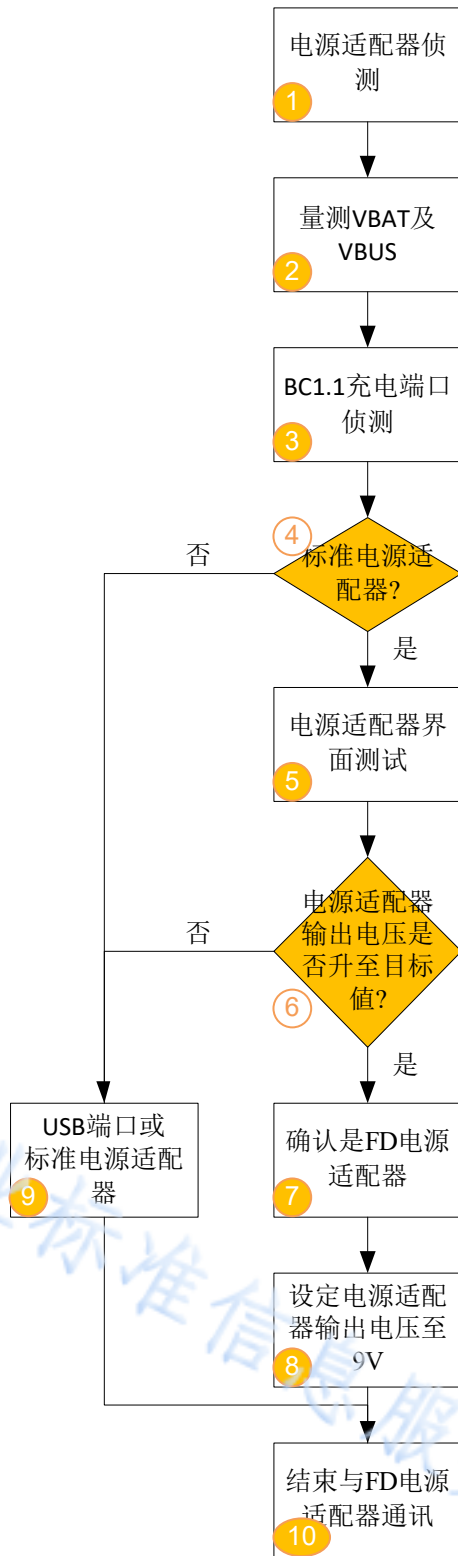 电源适配器侦
测
1
量测VBAT及
VBUS
2
BC1.1充电端口
侦测
3
4
标准电源适
配器?
否
是
电源适配器界
面测试
5
电源适配器
输出电压是
否升至目标
值?
6
否
是
USB端口或
标准电源适配
器
9
确认是FD电源
适配器
7
设定电源适配
器输出电压至
9V
8
结束与FD电源
适配器通讯
10
标准信息服